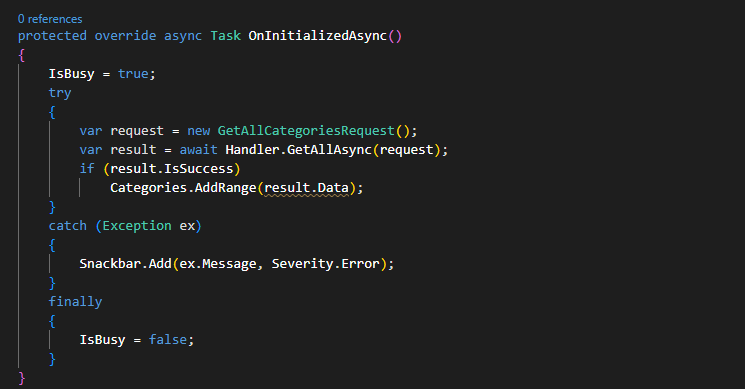 0 references
protected override async Task OnInitializedAsync()
{
    IsBusy = true;
    try
    {
        var request = new GetAllCategoriesRequest();
        var result = await Handler.GetAllAsync(request);
        if (result.IsSuccess)
            Categories.AddRange(result.Data);
    }
    catch (Exception ex)
    {
        Snackbar.Add(ex.Message, Severity.Error);
    }
    finally
    {
        IsBusy = false;
    }
}